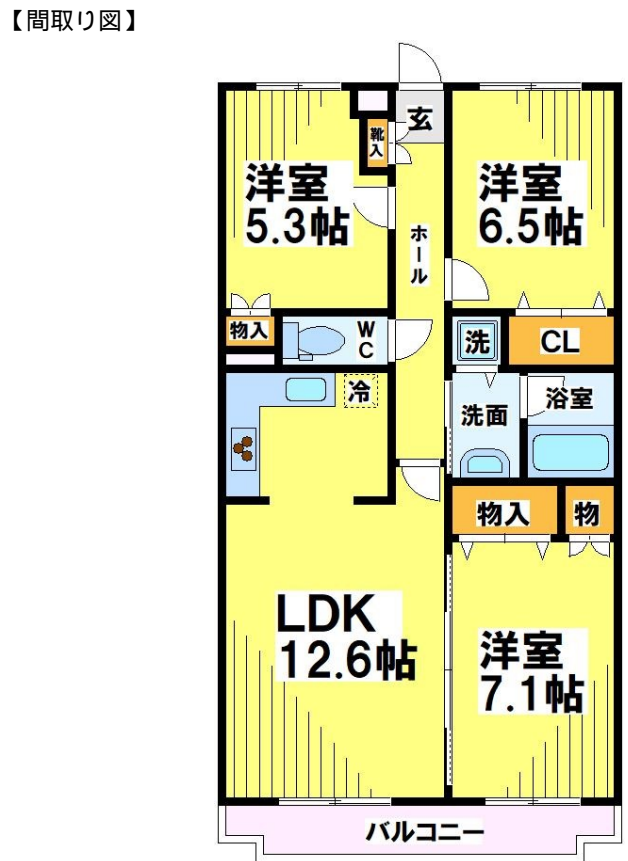 【間取り図】
玄
靴入
洋室
5.3帖
洋室
6.5帖
ホール
物入
WC
洗
CL
冷
洗面
浴室
物入
物
LDK
12.6帖
洋室
7.1帖
バルコニー